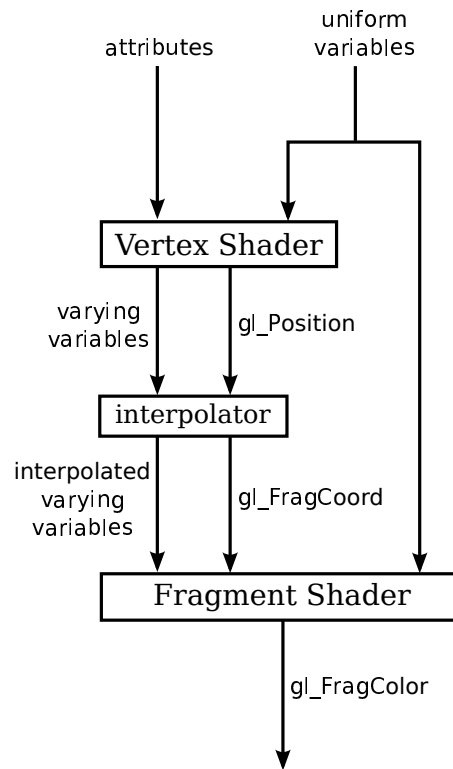 uniform
variables
attributes
Vertex Shader
varying
variables
gl_Position
interpolator
interpolated
varying
variables
gl_FragCoord
Fragment Shader
gl_FragColor